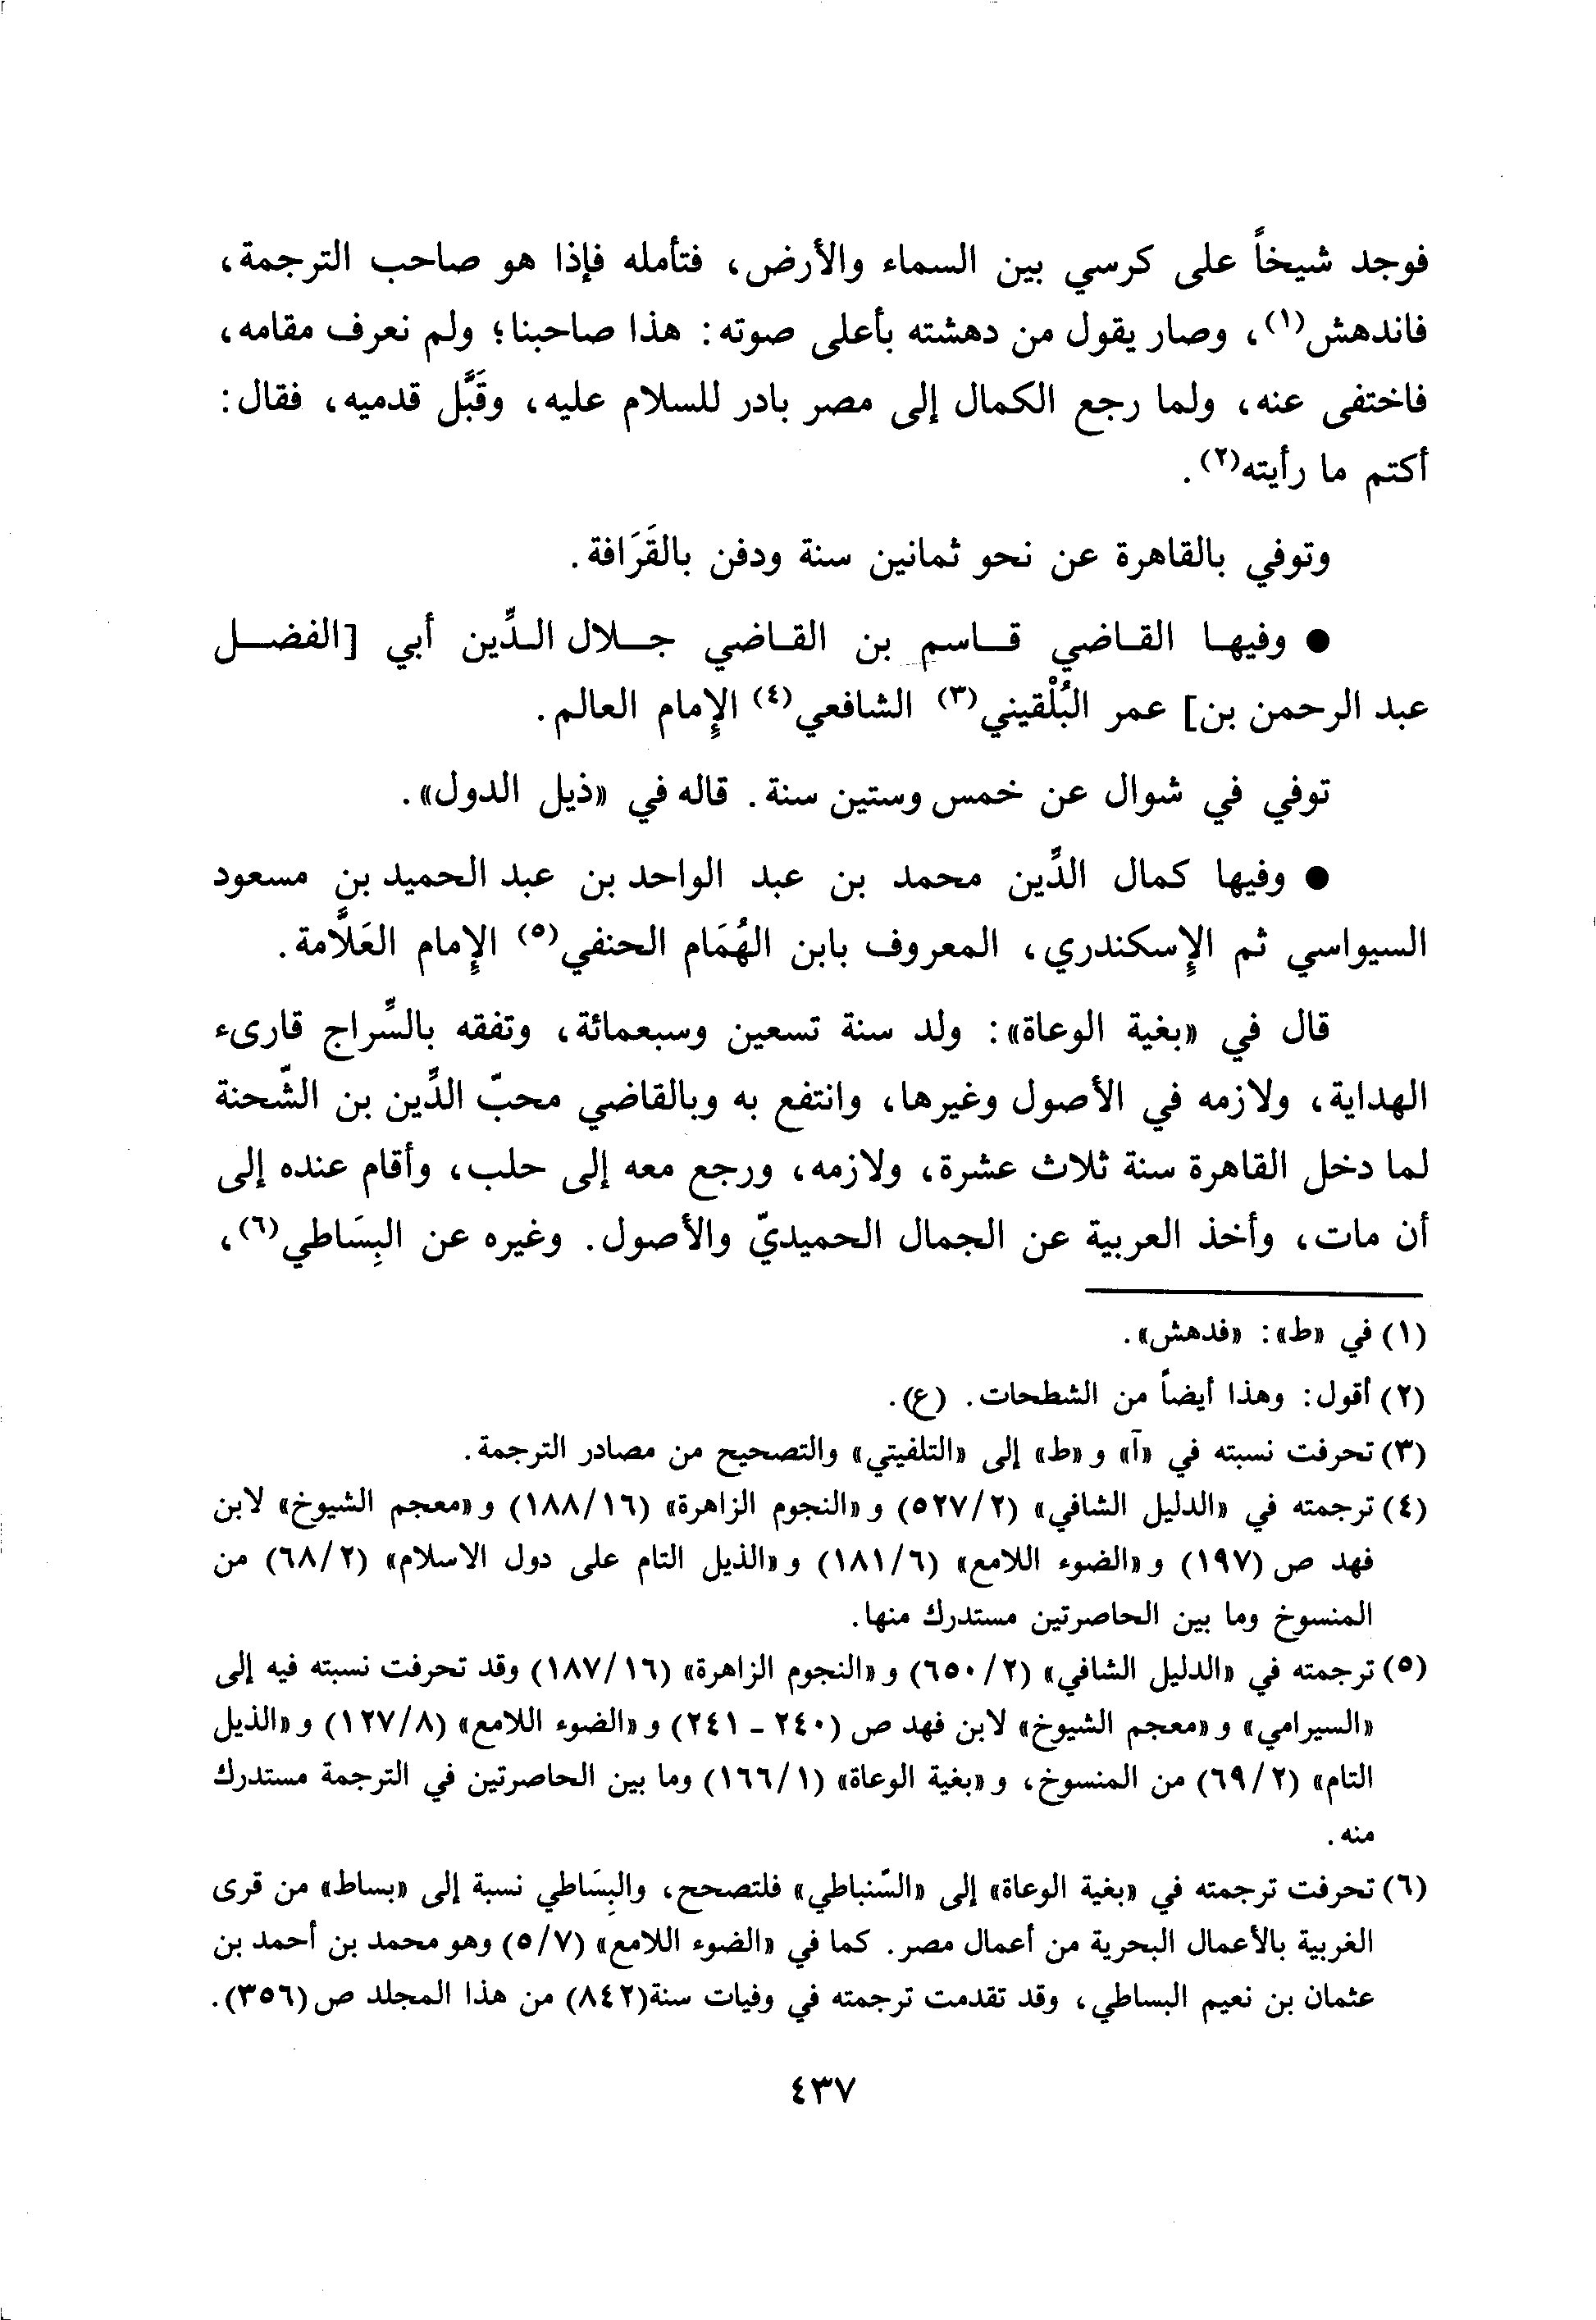 فوجد شيخاً على كرسي بين السماء والأرض، فتأمله فإذا هو صاحب الترجمة،
فاندهش(١)، وصار يقول من دهشته بأعلى صوته: هذا صاحبنا؛ ولم نعرف مقامه،
فاختفى عنه، ولما رجع الكمال إلى مصر بادر للسلام عليه، وقَبَّل قدميه، فقال:
أكتم ما رأيته(٢).
وتوفي بالقاهرة عن نحو ثمانين سنة ودفن بالقَرَافة.
● وفيها القاضي قاسم بن القاضي جلال الدِّين أبي [الفضل
عبد الرحمن بن] عمر البُلْقيني(٣) الشافعي(٤) الإِمام العالم.
توفي في شوال عن خمس وستين سنة. قاله في «ذيل الدول».
● وفيها كمال الدِّين محمد بن عبد الواحد بن عبد الحميد بن مسعود
السيواسي ثم الإِسكندري، المعروف بابن الهُمَام الحنفي(٥) الإِمام العَلَّامة.
قال في «بغية الوعاة»: ولد سنة تسعين وسبعمائة، وتفقه بالسِّراج قارىء
الهداية، ولازمه في الأصول وغيرها، وانتفع به وبالقاضي محبّ الدِّين بن الشّحنة
لما دخل القاهرة سنة ثلاث عشرة، ولازمه، ورجع معه إلى حلب، وأقام عنده إلى
أن مات، وأخذ العربية عن الجمال الحميديّ والأصول. وغيره عن البِسَاطي(٦)،
(١) في «ط»: «فدهش».
(٢) أقول: وهذا أيضاً من الشطحات. (ع).
(٣) تحرفت نسبته في «آ» و «ط» إلى «التلفيتي» والتصحيح من مصادر الترجمة.
(٤) ترجمته في «الدليل الشافي» (٢/٥٢٧) و «النجوم الزاهرة» (١٦/١٨٨) و «معجم الشيوخ» لابن
فهد ص (١٩٧) و «الضوء اللامع» (٦/١٨١) و «الذيل التام على دول الاسلام» (٢/٦٨) من
المنسوخ وما بين الحاصرتين مستدرك منها.
(٥) ترجمته في «الدليل الشافي» (٢/٦٥٠) و «النجوم الزاهرة» (١٦/١٨٧) وقد تحرفت نسبته فيه إلى
«السيرامي» و «معجم الشيوخ» لابن فهد ص (٢٤٠ - ٢٤١) و «الضوء اللامع» (٨/١٢٧) و «الذيل
التام» (٢/٦٩) من المنسوخ، و «بغية الوعاة» (١/١٦٦) وما بين الحاصرتين في الترجمة مستدرك
منه.
(٦) تحرفت ترجمته في «بغية الوعاة» إلى «السّنباطي» فلتصحح، والبِسَاطي نسبة إلى «بساط» من قرى
الغربية بالأعمال البحرية من أعمال مصر. كما في «الضوء اللامع» (٧/٥) وهو محمد بن أحمد بن
عثمان بن نعيم البساطي، وقد تقدمت ترجمته في وفيات سنة (٨٤٢) من هذا المجلد ص (٣٥٦).
٤٣٧